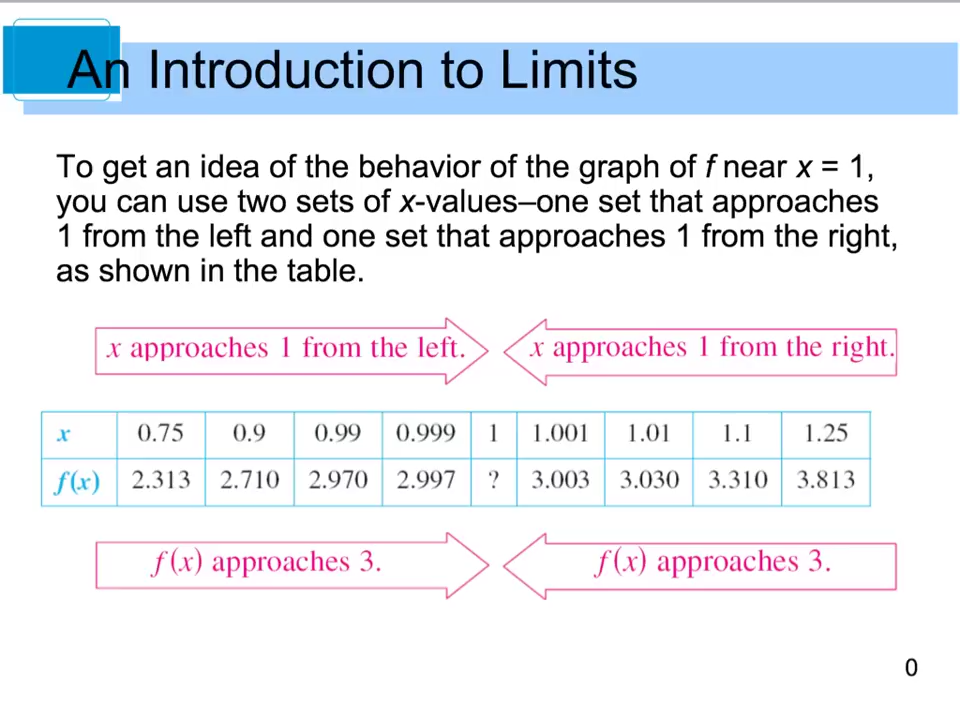 An Introduction to Limits
To get an idea of the behavior of the graph of f near x = 1,
you can use two sets of x-values–one set that approaches
1 from the left and one set that approaches 1 from the right,
as shown in the table.
x approaches 1 from the left. x approaches 1 from the right.
x 0.75 0.9 0.99 0.999 1 1.001 1.01 1.1 1.25
f(x) 2.313 2.710 2.970 2.997 ? 3.003 3.030 3.310 3.813
f(x) approaches 3. f(x) approaches 3.
0